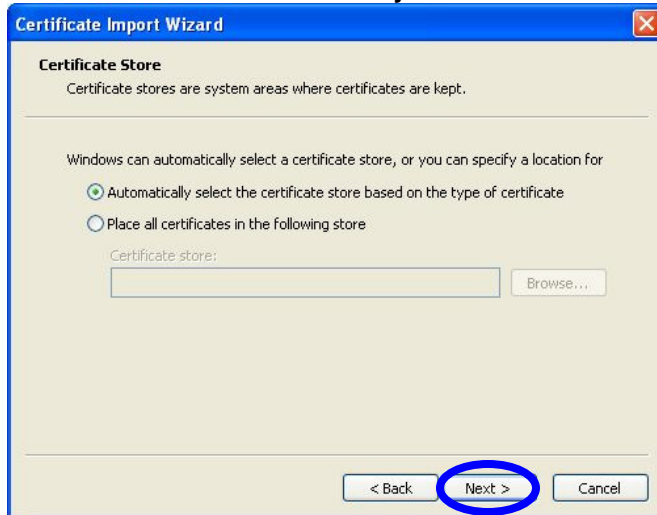 Certificate Import Wizard
Certificate Store
Certificate stores are system areas where certificates are kept.
Windows can automatically select a certificate store, or you can specify a location for
Automatically select the certificate store based on the type of certificate
Place all certificates in the following store
Certificate store:
Browse...
< Back Next > Cancel